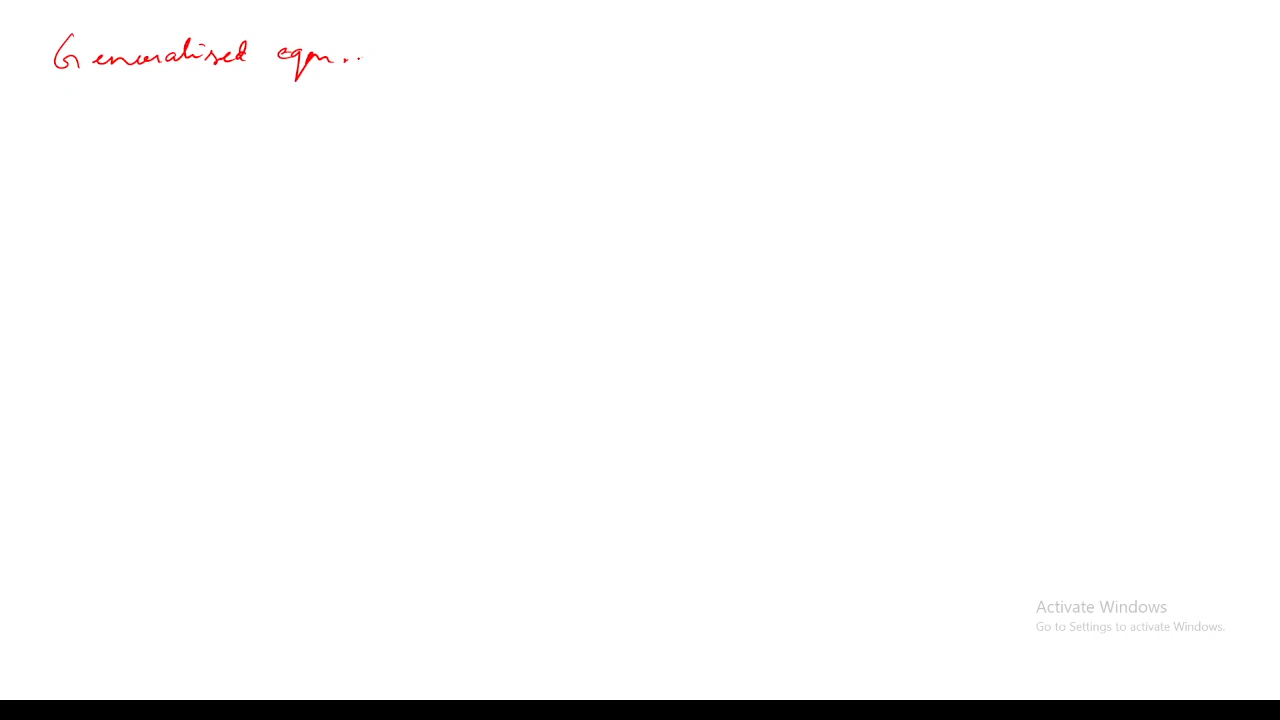 Generalised eqn..
Activate Windows
Go to Settings to activate Windows.